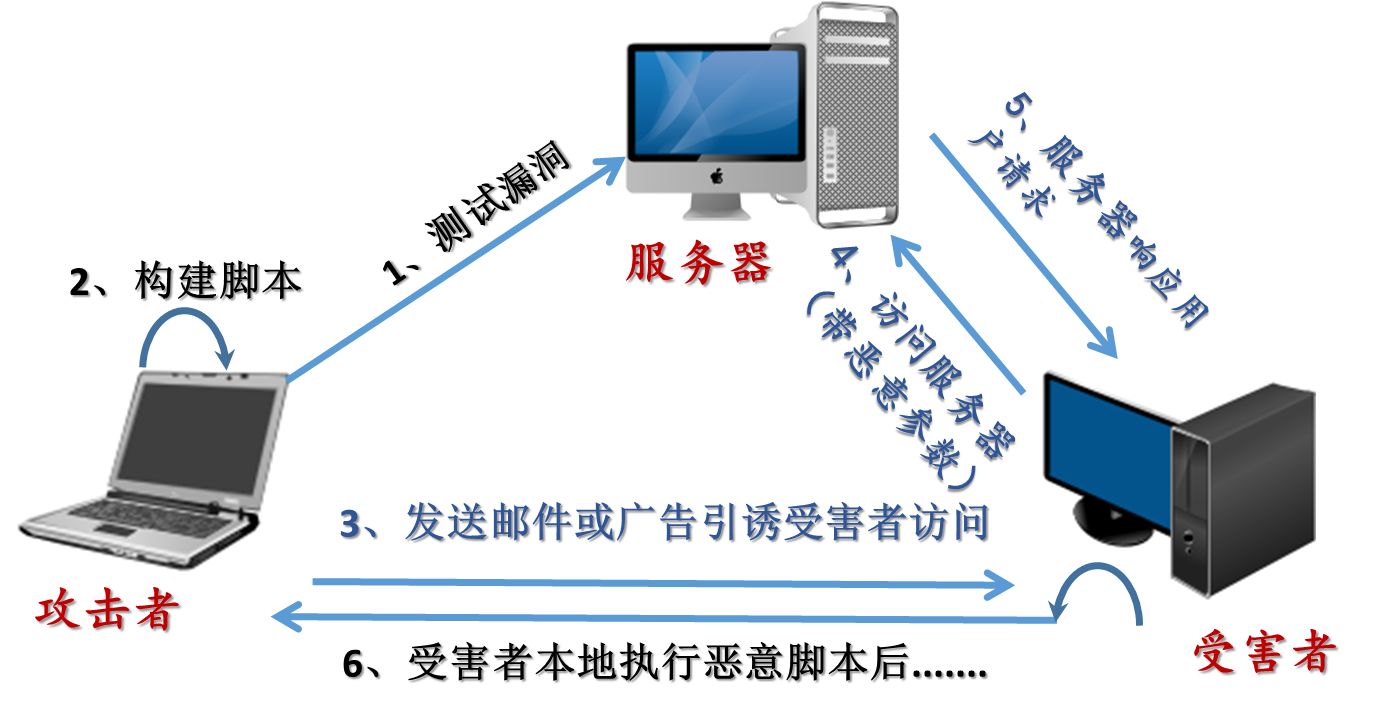 服务器
1、测试漏洞
2、构建脚本
5、服务器响应用
户请求
4、访问服务器
（带恶意参数）
3、发送邮件或广告引诱受害者访问
攻击者
6、受害者本地执行恶意脚本后.......
受害者